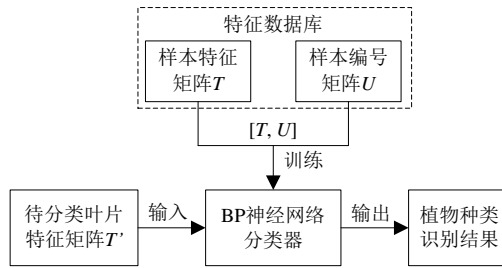 特征数据库
样本特征
矩阵T
样本编号
矩阵U
[T, U]
训练
待分类叶片
特征矩阵T’
输入
BP神经网络
分类器
输出
植物种类
识别结果